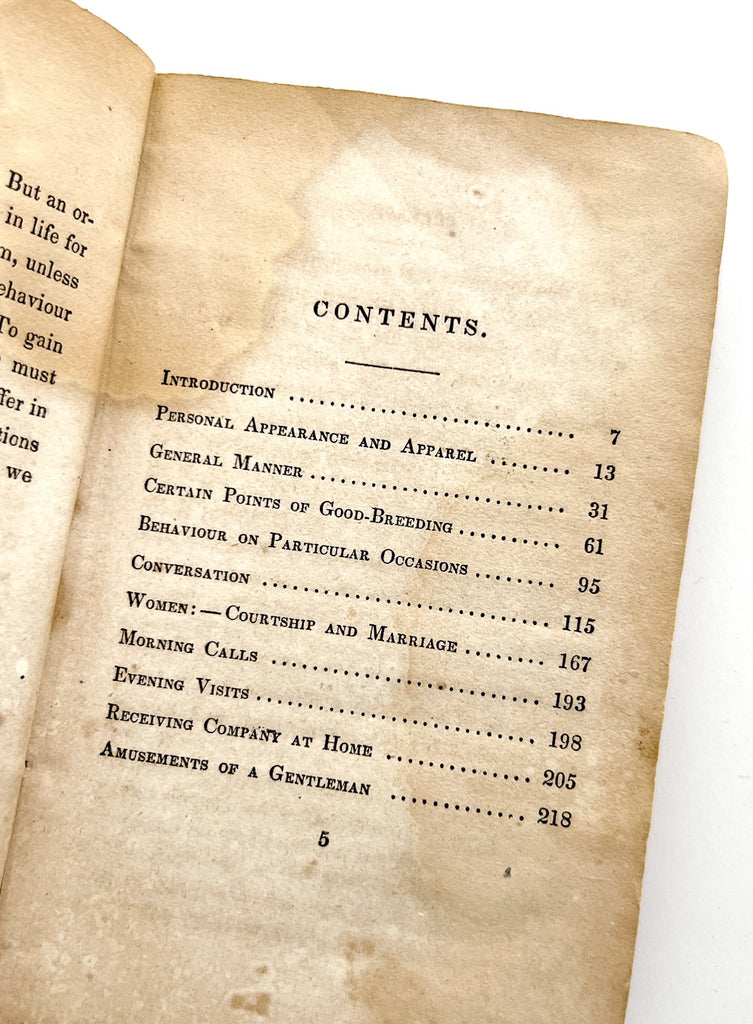 But an or-
in life for
unless
To gain
must
in
we
CONTENTS.
INTRODUCTION .............................. 7
PERSONAL APPEARANCE AND APPAREL ........ 13
GENERAL MANNER ......................... 31
CERTAIN POINTS OF GOOD-BREEDING .......... 61
BEHAVIOUR ON PARTICULAR OCCASIONS ........ 95
CONVERSATION ............................ 115
WOMEN:—COURTSHIP AND MARRIAGE ........ 167
MORNING CALLS .......................... 193
EVENING VISITS ........................... 198
RECEIVING COMPANY AT HOME .............. 205
AMUSEMENTS OF A GENTLEMAN ............. 218
5